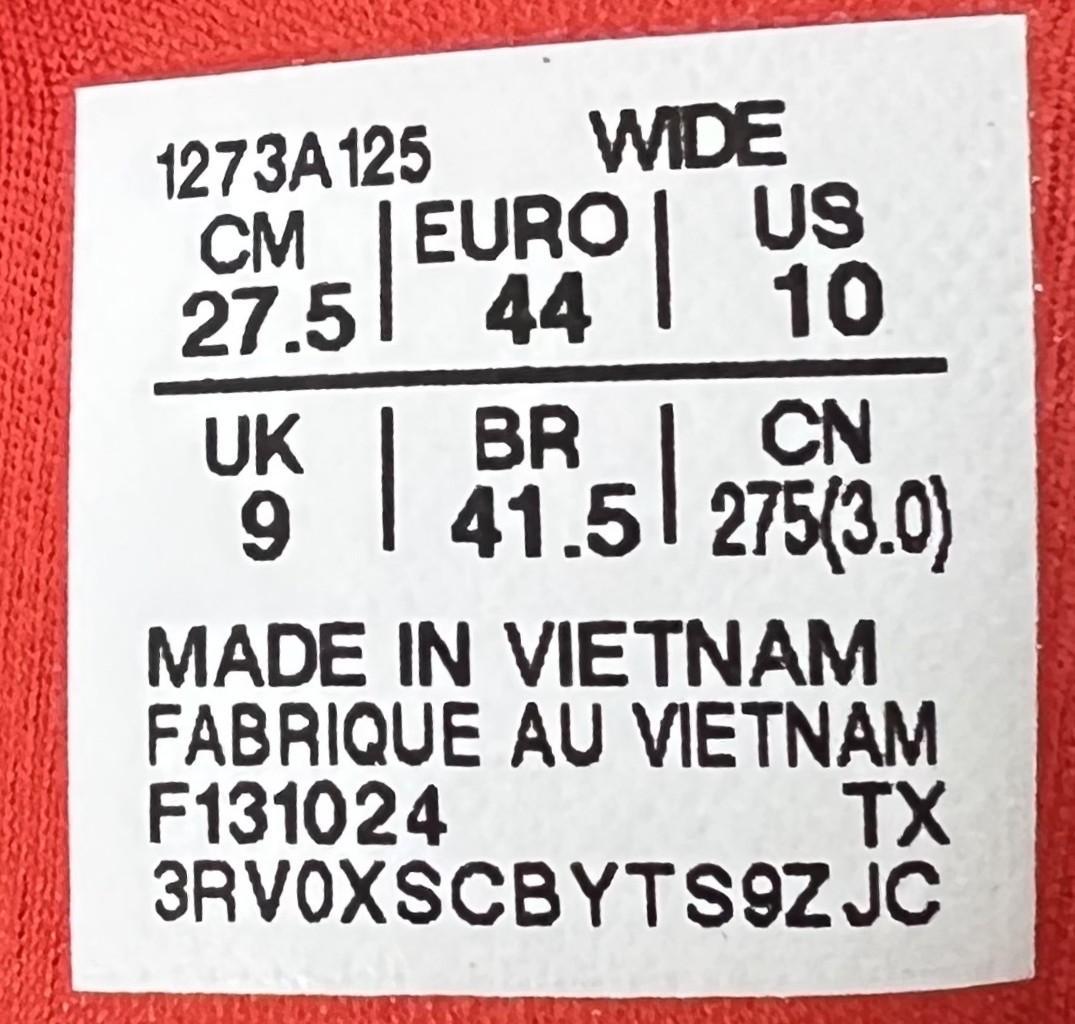 1273A125 WIDE
CM | EURO | US
27.5 | 44 | 10
UK | BR | CN
9 | 41.5 | 275(3.0)
MADE IN VIETNAM
FABRIQUE AU VIETNAM
F131024 TX
3RV0XSCBYTS9ZJC